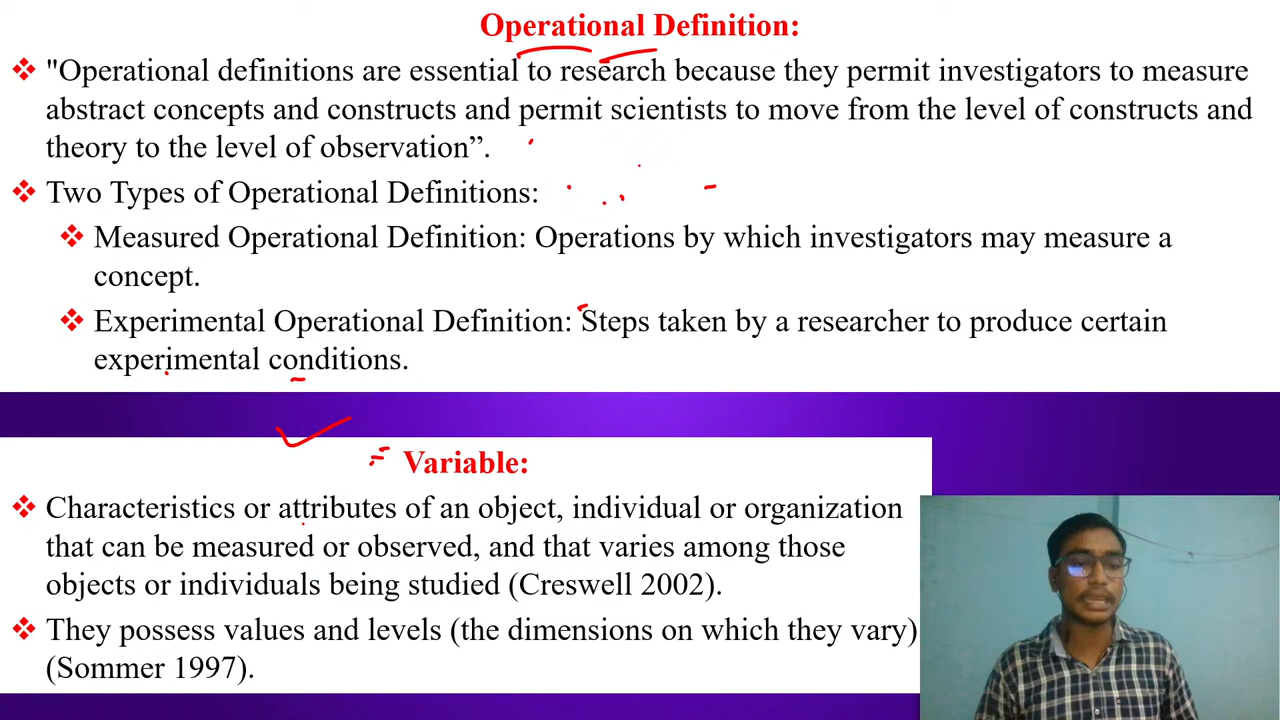 Operational Definition:
❖ "Operational definitions are essential to research because they permit investigators to measure
abstract concepts and constructs and permit scientists to move from the level of constructs and
theory to the level of observation”.
❖ Two Types of Operational Definitions:
❖ Measured Operational Definition: Operations by which investigators may measure a
concept.
❖ Experimental Operational Definition: Steps taken by a researcher to produce certain
experimental conditions.
Variable:
❖ Characteristics or attributes of an object, individual or organization
that can be measured or observed, and that varies among those
objects or individuals being studied (Creswell 2002).
❖ They possess values and levels (the dimensions on which they vary)
(Sommer 1997).